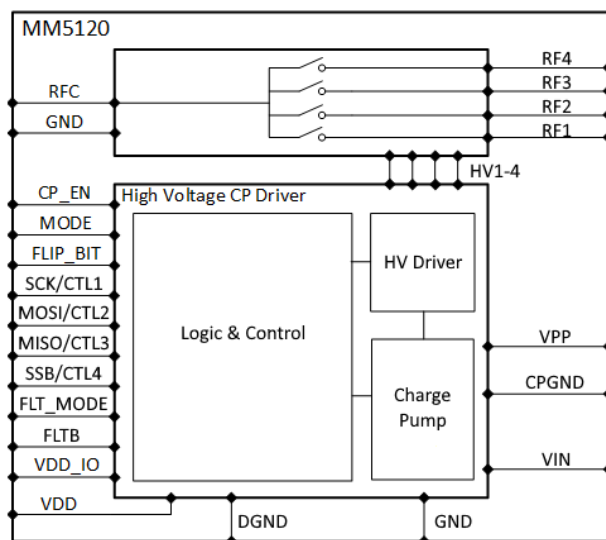 MM5120
RFC
GND
RF4
RF3
RF2
RF1
HV1-4
High Voltage CP Driver
CP_EN
MODE
FLIP_BIT
SCK/CTL1
MOSI/CTL2
MISO/CTL3
SSB/CTL4
FLT_MODE
FLTB
VDD_IO
VDD
Logic & Control
HV Driver
Charge
Pump
VPP
CPGND
VIN
DGND
GND